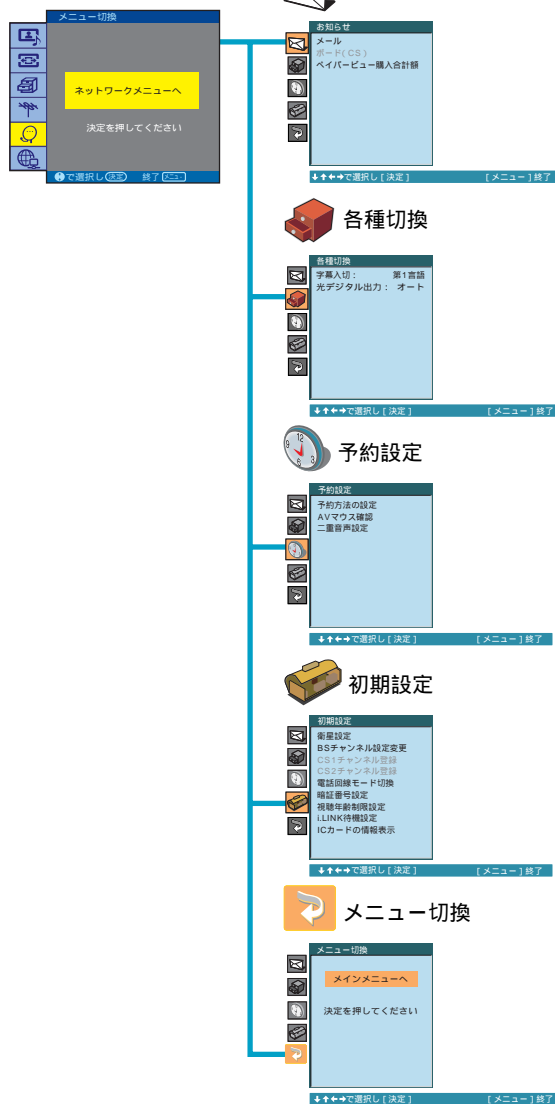 メニュー切換
ネットワークメニューへ
決定を押してください
で選択し 決定 終了 メニュー
お知らせ
メール
ボード(CS)
ペイパービュー購入合計額
で選択し [ 決定 ] [ メニュー ] 終了
各種切換
各種切換
字幕入切 : 第1言語
光デジタル出力 : オート
で選択し [ 決定 ] [ メニュー ] 終了
12
9 3
6
予約設定
予約設定
予約方法の設定
AVマウス確認
二重音声設定
で選択し [ 決定 ] [ メニュー ] 終了
初期設定
初期設定
衛星設定
BSチャンネル設定変更
CS1チャンネル登録
CS2チャンネル登録
電話回線モード切換
暗証番号設定
視聴年齢制限設定
i.LINK待機設定
ICカードの情報表示
で選択し [ 決定 ] [ メニュー ] 終了
メニュー切換
メニュー切換
メインメニューへ
決定を押してください
で選択し [ 決定 ] [ メニュー ] 終了